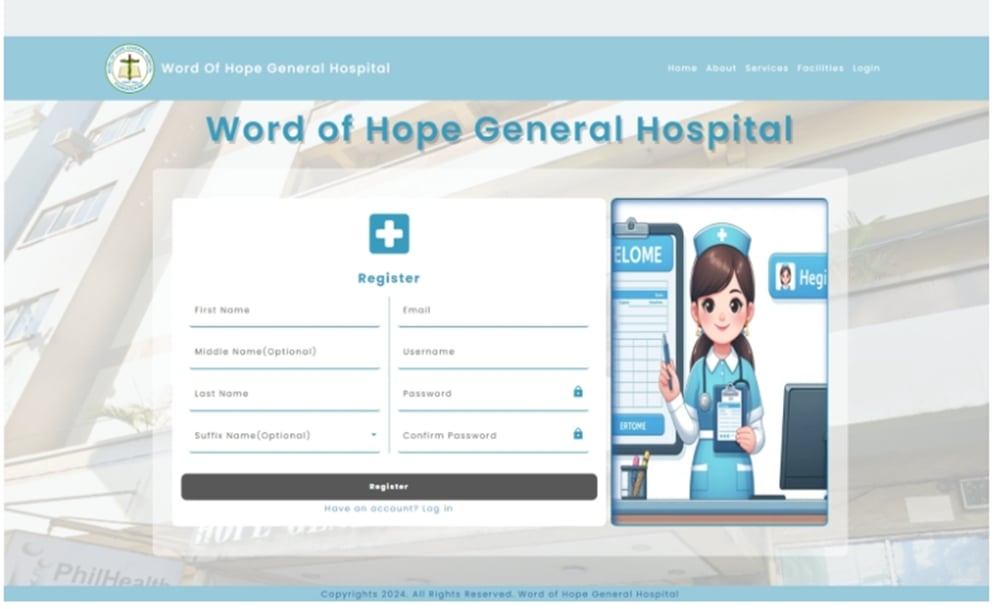 Word Of Hope General Hospital
Home About Services Facilities Login
Word of Hope General Hospital
Register
First Name
Email
Middle Name(Optional)
Username
Last Name
Password
Suffix Name(Optional)
Confirm Password
Register
Have an account? Log in
ELOME
Hegi
ERTOME
HOPE GE
PhilHealth
Copyrights 2024. All Rights Reserved. Word of Hope General Hospital